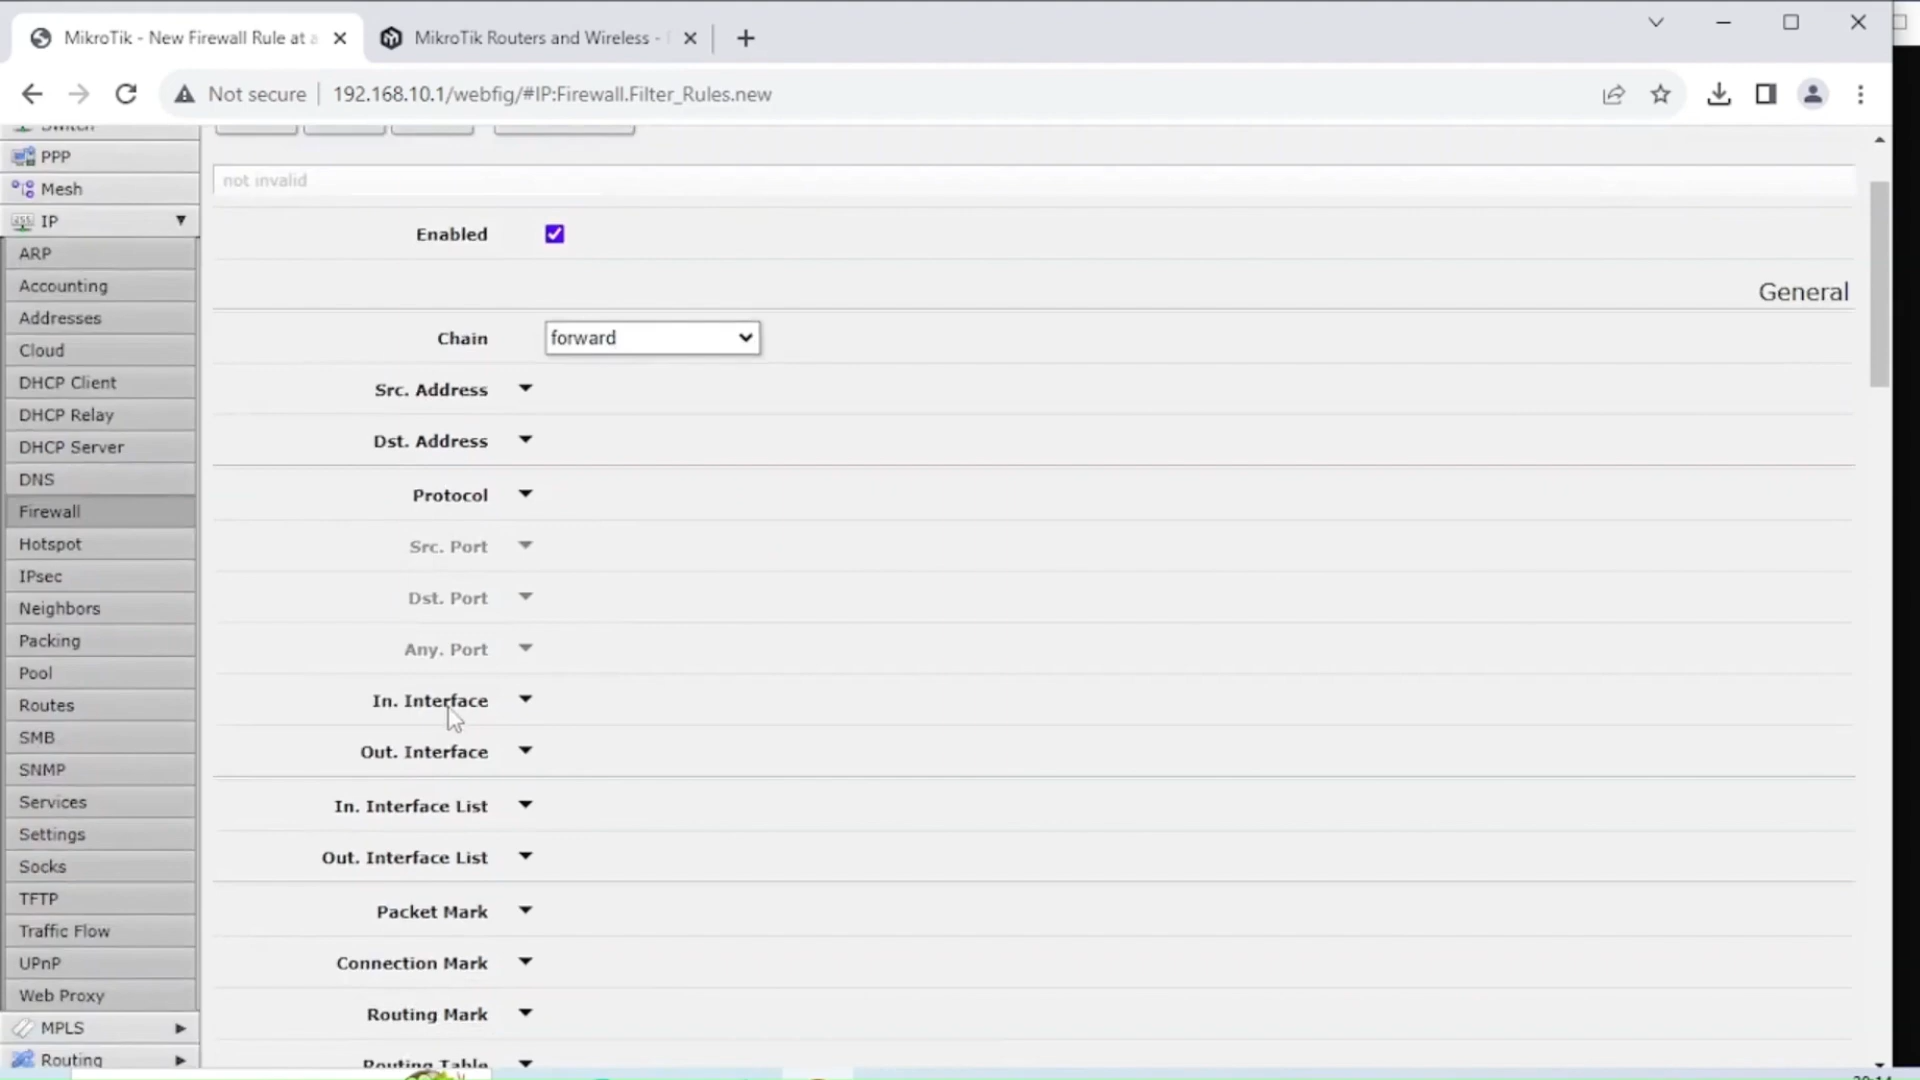 MikroTik - New Firewall Rule at a
MikroTik Routers and Wireless -
Not secure
192.168.10.1/webfig/#IP:Firewall.Filter_Rules.new
Switch
PPP
Mesh
IP
ARP
Accounting
Addresses
Cloud
DHCP Client
DHCP Relay
DHCP Server
DNS
Firewall
Hotspot
IPsec
Neighbors
Packing
Pool
Routes
SMB
SNMP
Services
Settings
Socks
TFTP
Traffic Flow
UPnP
Web Proxy
MPLS
Routing
not invalid
Enabled
General
Chain forward
Src. Address
Dst. Address
Protocol
Src. Port
Dst. Port
Any. Port
In. Interface
Out. Interface
In. Interface List
Out. Interface List
Packet Mark
Connection Mark
Routing Mark
Routing Table